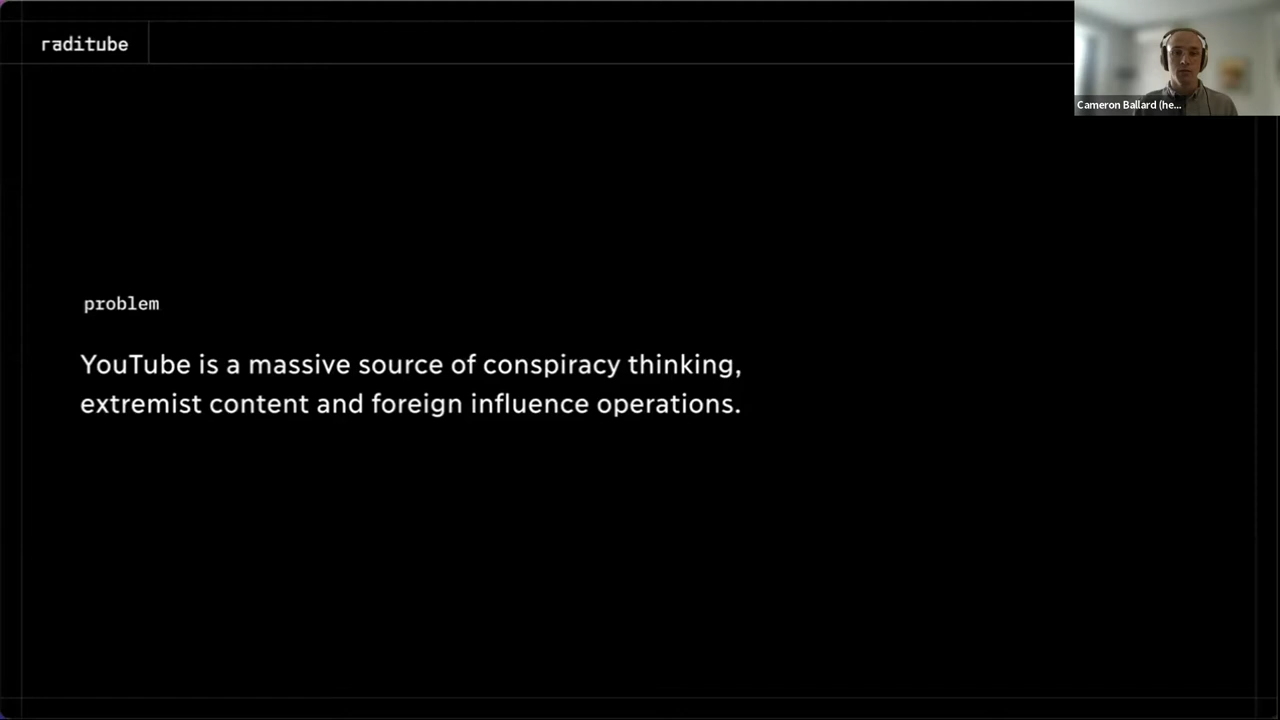 raditube
Cameron Ballard (he...
problem
YouTube is a massive source of conspiracy thinking,
extremist content and foreign influence operations.